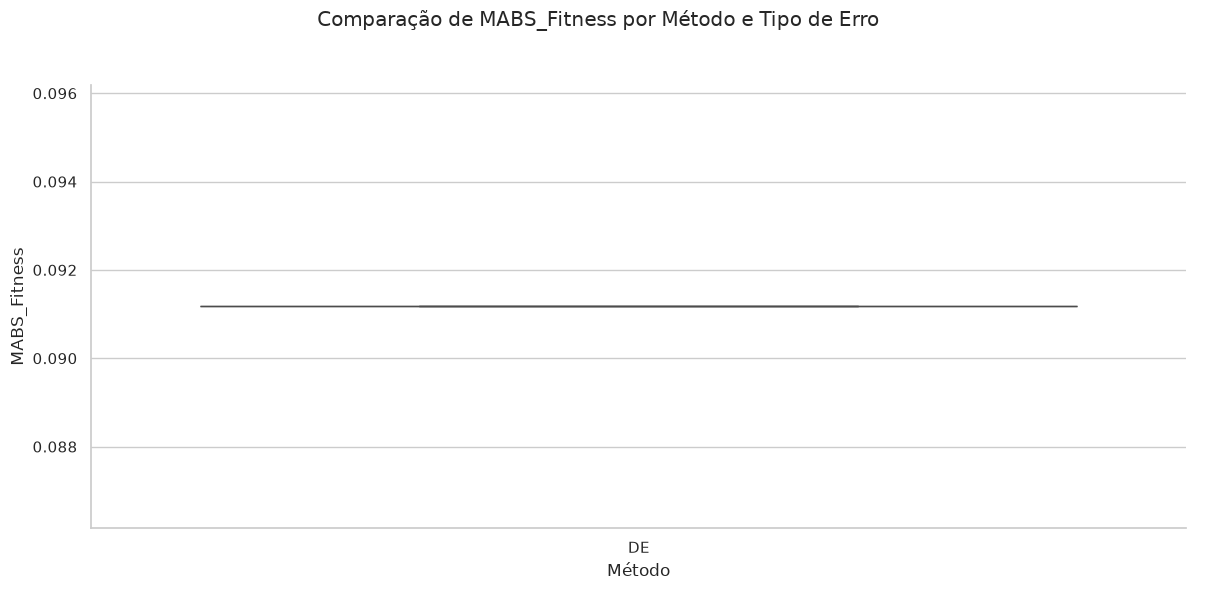 Comparação de MABS_Fitness por Método e Tipo de Erro
0.096
0.094
0.092
0.090
0.088
MABS_Fitness
DE
Método